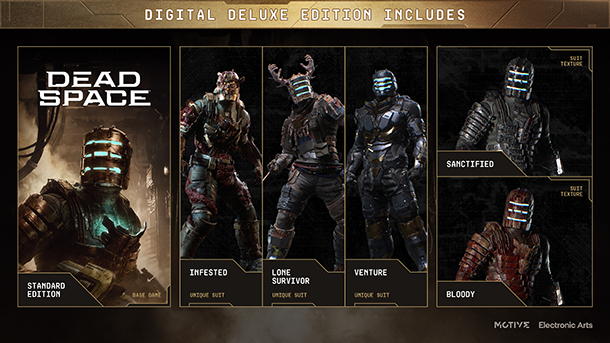 DIGITAL DELUXE EDITION INCLUDES
DEAD
SPACE
STANDARD
EDITION
BASE GAME
INFESTED
UNIQUE SUIT
LONE
SURVIVOR
UNIQUE SUIT
VENTURE
UNIQUE SUIT
SUIT
TEXTURE
SANCTIFIED
SUIT
TEXTURE
BLOODY
MOTIVE
Electronic Arts